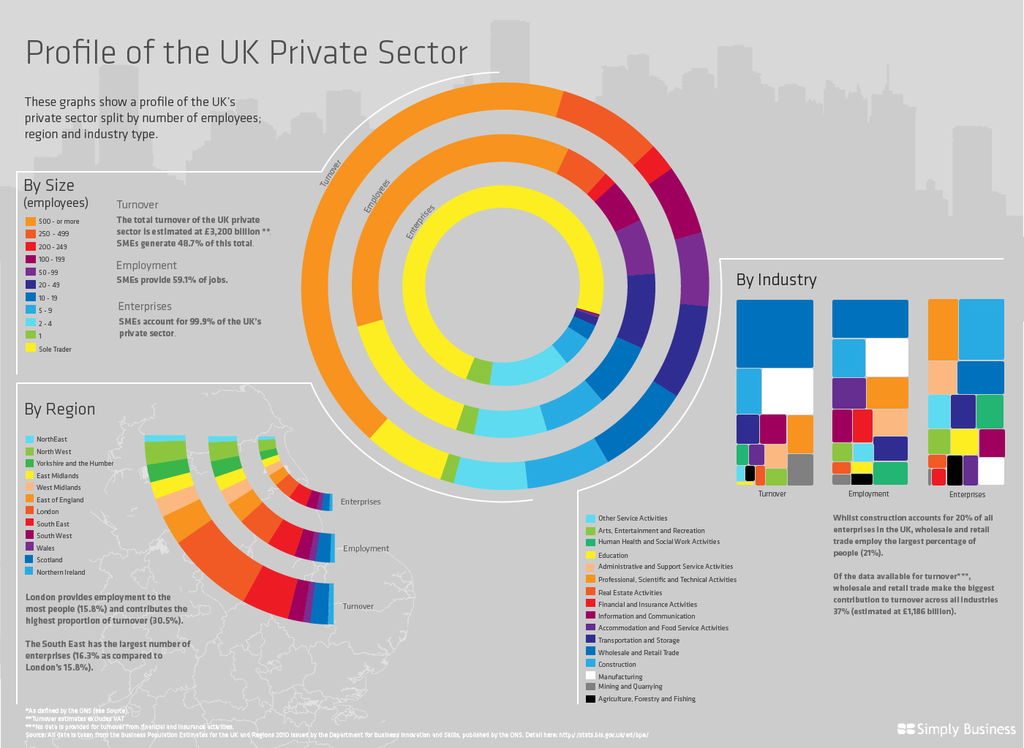 Profile of the UK Private Sector
These graphs show a profile of the UK's
private sector split by number of employees;
region and industry type.
By Size
(employees)
500 - or more
250 - 499
200 - 249
100 - 199
50 - 99
20 - 49
10 - 19
5 - 9
2 - 4
1
Sole Trader
Turnover
The total turnover of the UK private
sector is estimated at £3,200 billion **.
SMEs generate 48.7% of this total.
Employment
SMEs provide 59.1% of jobs.
Enterprises
SMEs account for 99.9% of the UK's
private sector.
Turnover
Employees
Enterprises
By Region
NorthEast
North West
Yorkshire and the Humber
East Midlands
West Midlands
East of England
London
South East
South West
Wales
Scotland
Northern Ireland
Enterprises
Employment
Turnover
London provides employment to the
most people (15.8%) and contributes the
highest proportion of turnover (30.5%).
The South East has the largest number of
enterprises (16.3% as compared to
London's 15.8%).
By Industry
Turnover
Employment
Enterprises
Other Service Activities
Arts, Entertainment and Recreation
Human Health and Social Work Activities
Education
Administrative and Support Service Activities
Professional, Scientific and Technical Activities
Real Estate Activities
Financial and Insurance Activities
Information and Communication
Accommodation and Food Service Activities
Transportation and Storage
Wholesale and Retail Trade
Construction
Manufacturing
Mining and Quarrying
Agriculture, Forestry and Fishing
Whilst construction accounts for 20% of all
enterprises in the UK, wholesale and retail
trade employ the largest percentage of
people (21%).
Of the data available for turnover***,
wholesale and retail trade make the biggest
contribution to turnover across all industries
37% (estimated at £1,186 billion).
*As defined by the ONS (see Source).
**Turnover estimates excludes VAT
***No data is provided for turnover from financial and insurance activities.
Source: All data is taken from the Business Population Estimates for the UK and Regions 2010 issued by the Department for Business Innovation and Skills, published by the ONS. Detail here: http://stats.bis.gov.uk/ed/bpe/
Simply Business